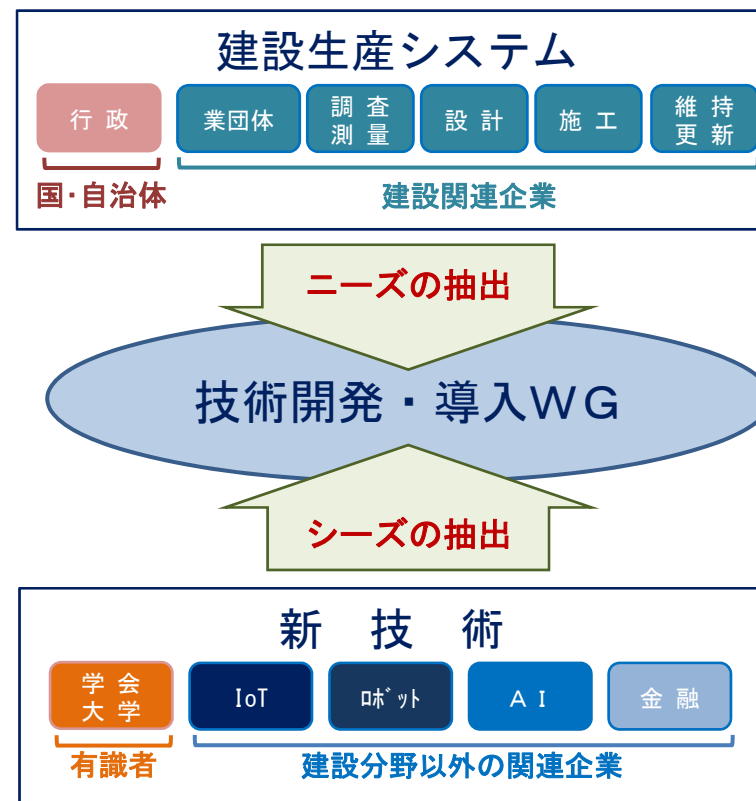 建設生産システム
行 政
業団体
調 査
測 量
設 計
施 工
維 持
更 新
国・自治体
建設関連企業
ニーズの抽出
技術開発・導入WG
シーズの抽出
新 技 術
学 会
大 学
IoT
ﾛﾎﾞｯﾄ
A I
金 融
有識者
建設分野以外の関連企業